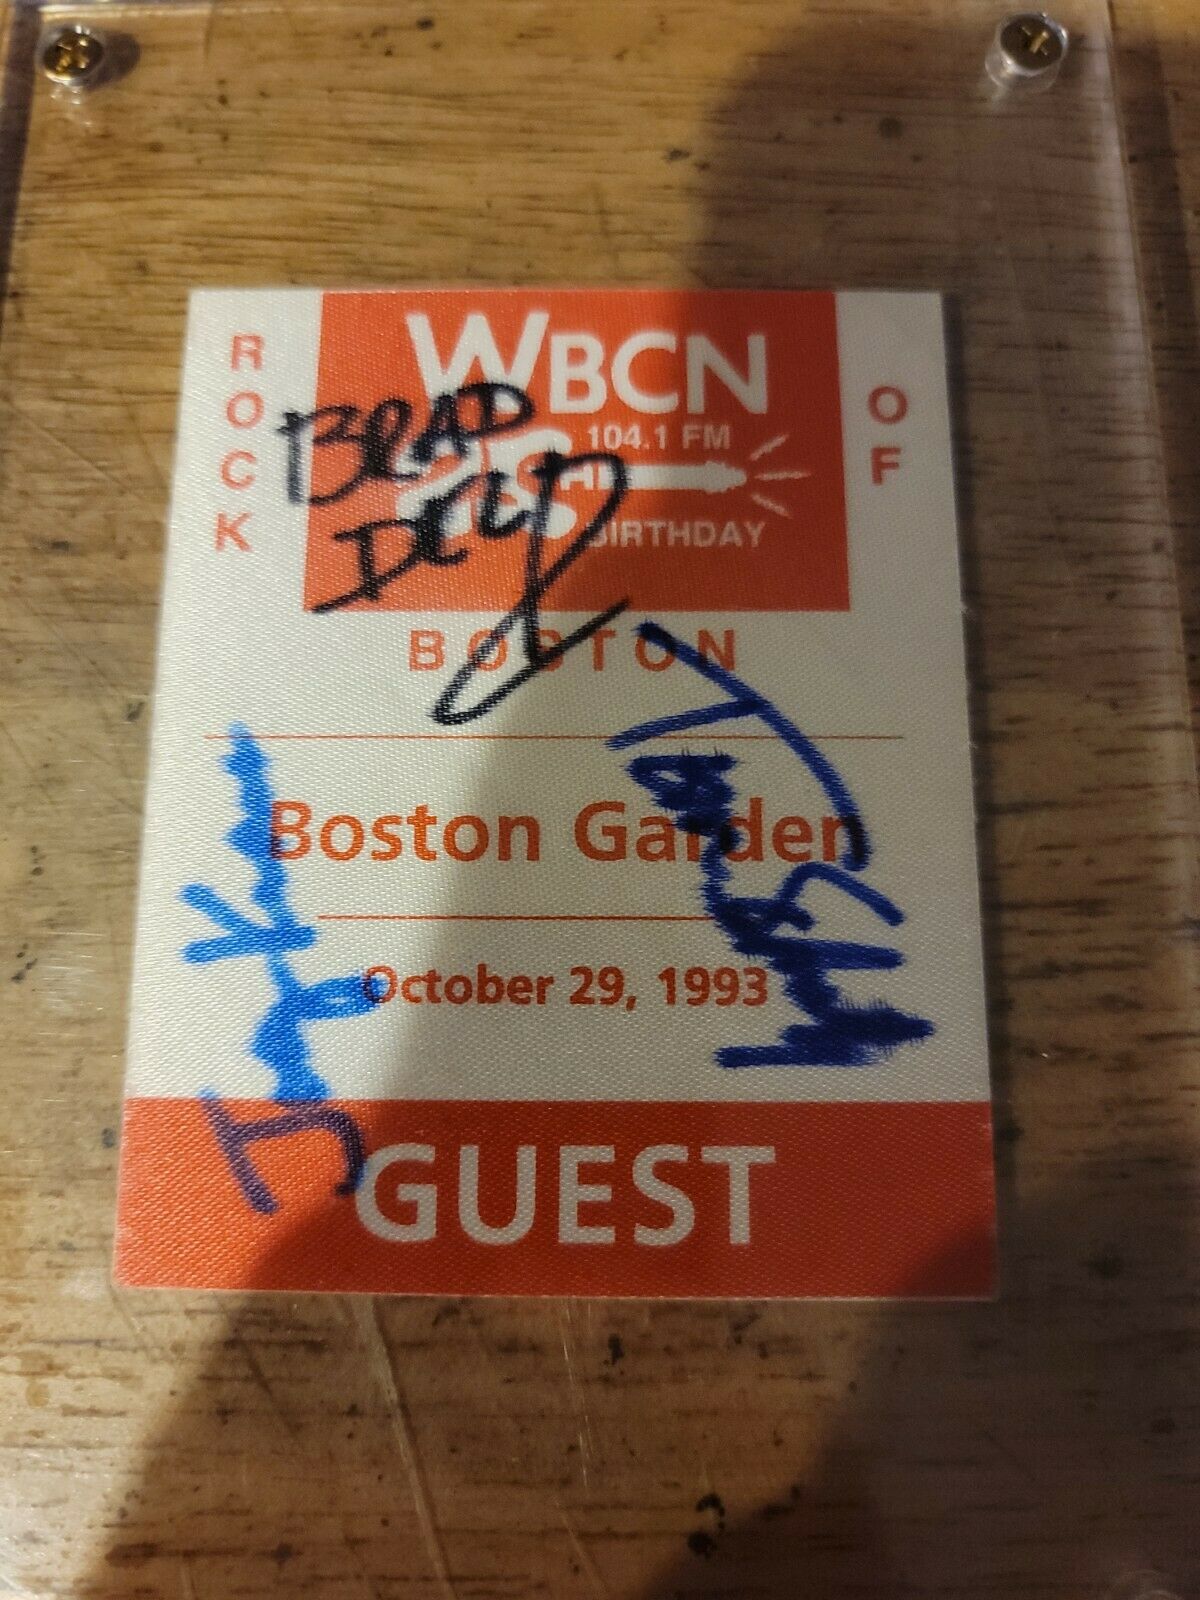 ROCK
WBCN
OF
104.1 FM
BIRTHDAY
BRAD
BOSTON
Boston Garden
October 29, 1993
GUEST